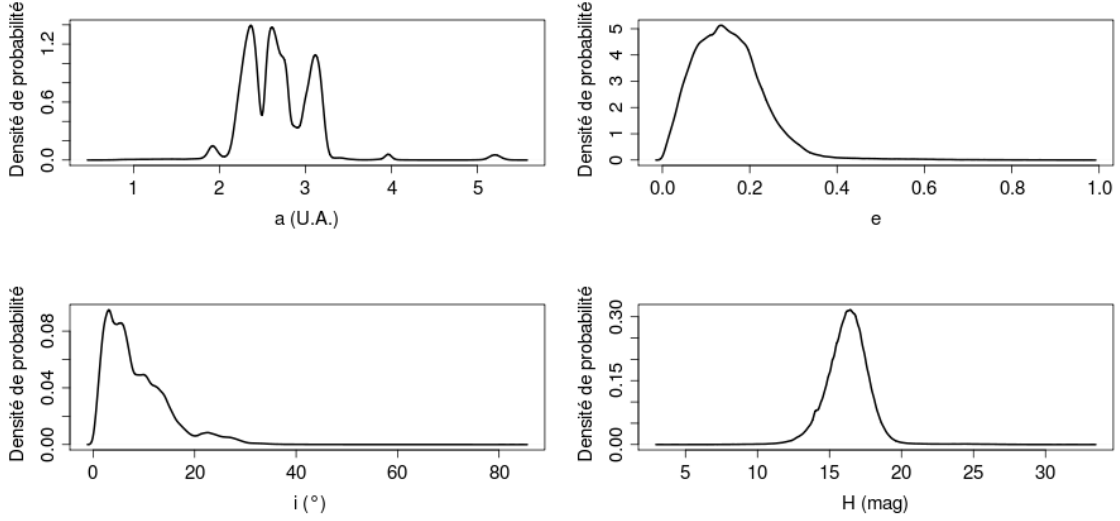 Densité de probabilité
0.0 0.6 1.2
1 2 3 4 5
a (U.A.)
Densité de probabilité
0 1 2 3 4 5
0.0 0.2 0.4 0.6 0.8 1.0
e
Densité de probabilité
0.00 0.04 0.08
0 20 40 60 80
i (°)
Densité de probabilité
0.00 0.15 0.30
5 10 15 20 25 30
H (mag)